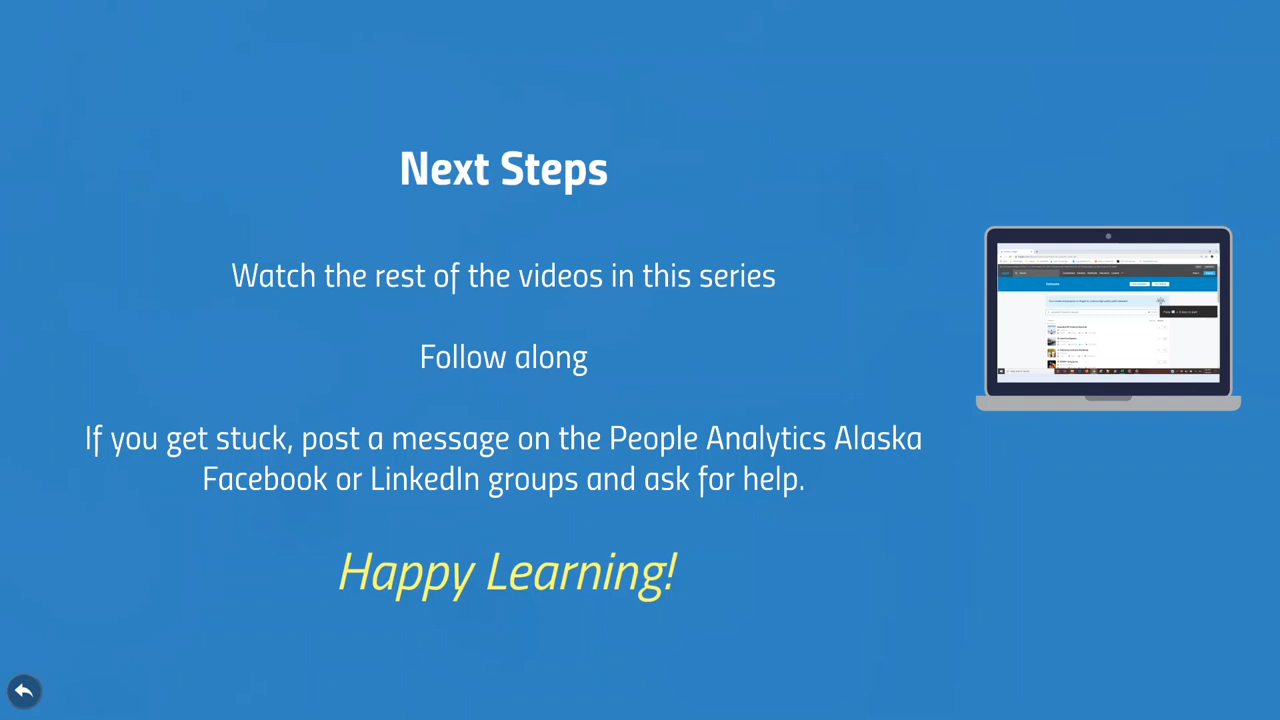 Next Steps
Watch the rest of the videos in this series
Follow along
If you get stuck, post a message on the People Analytics Alaska
Facebook or LinkedIn groups and ask for help.
Happy Learning!